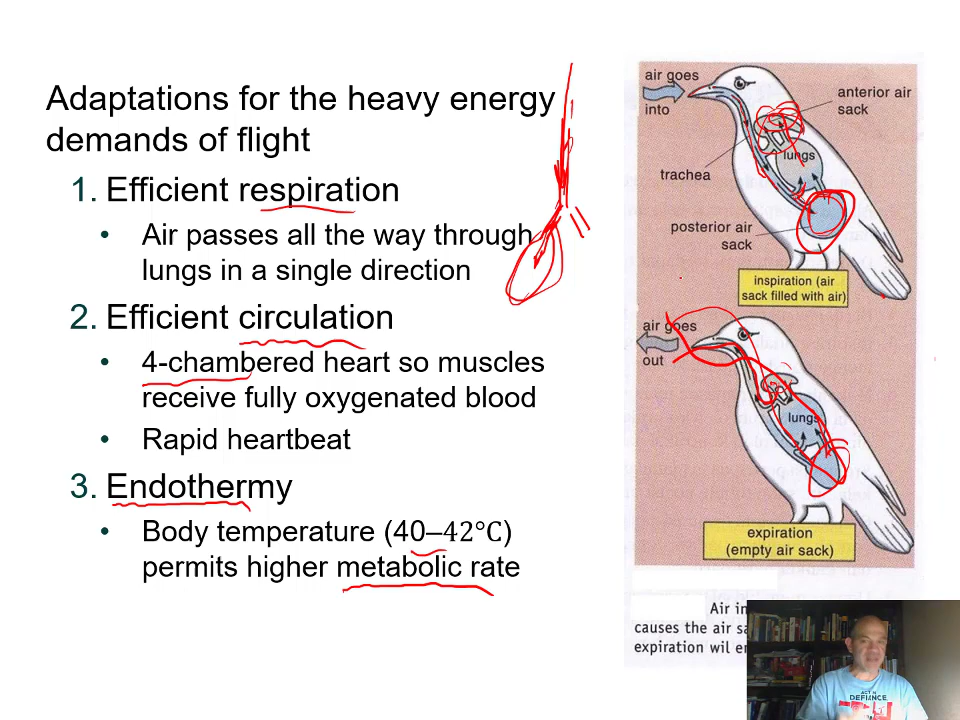 Adaptations for the heavy energy
demands of flight
1. Efficient respiration
• Air passes all the way through
lungs in a single direction
2. Efficient circulation
• 4-chambered heart so muscles
receive fully oxygenated blood
• Rapid heartbeat
3. Endothermy
• Body temperature (40–42°C)
permits higher metabolic rate
air goes
into
anterior air
sack
lungs
trachea
posterior air
sack
inspiration (air
sack filled with air)
air goes
out
lungs
expiration
(empty air sack)
Air in
causes the air sa
expiration wil e
ACT IN
DEFIANCE